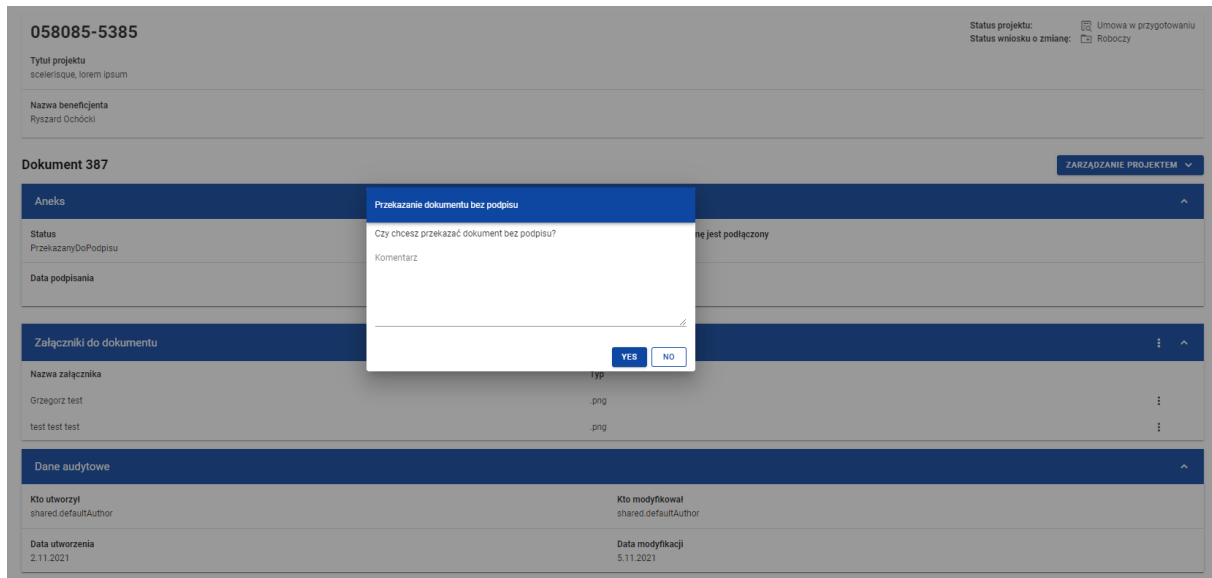 058085-5385
Status projektu: Umowa w przygotowaniu
Status wniosku o zmianę: Roboczy
Tytuł projektu
scelerisque, lorem ipsum
Nazwa beneficjenta
Ryszard Ochócki
Dokument 387
ZARZĄDZANIE PROJEKTEM
Aneks
Status
PrzekazanyDoPodpisu
nę jest podłączony
Data podpisania
Przekazanie dokumentu bez podpisu
Czy chcesz przekazać dokument bez podpisu?
Komentarz
YES NO
Załączniki do dokumentu
Nazwa załącznika Typ
Grzegorz test .png
test test test .png
Dane audytowe
Kto utworzył Kto modyfikował
shared.defaultAuthor shared.defaultAuthor
Data utworzenia Data modyfikacji
2.11.2021 5.11.2021